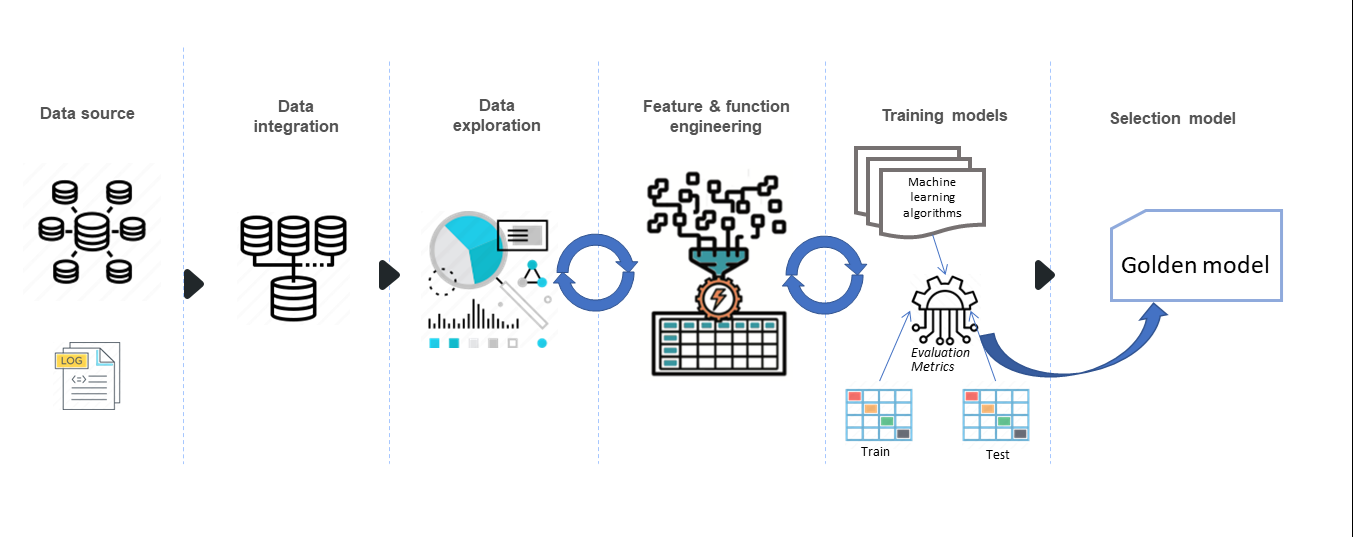 Data source
Data
integration
Data
exploration
Feature & function
engineering
Training models
Selection model
LOG
<=>
Machine
learning
algorithms
Evaluation
Metrics
Train
Test
Golden model